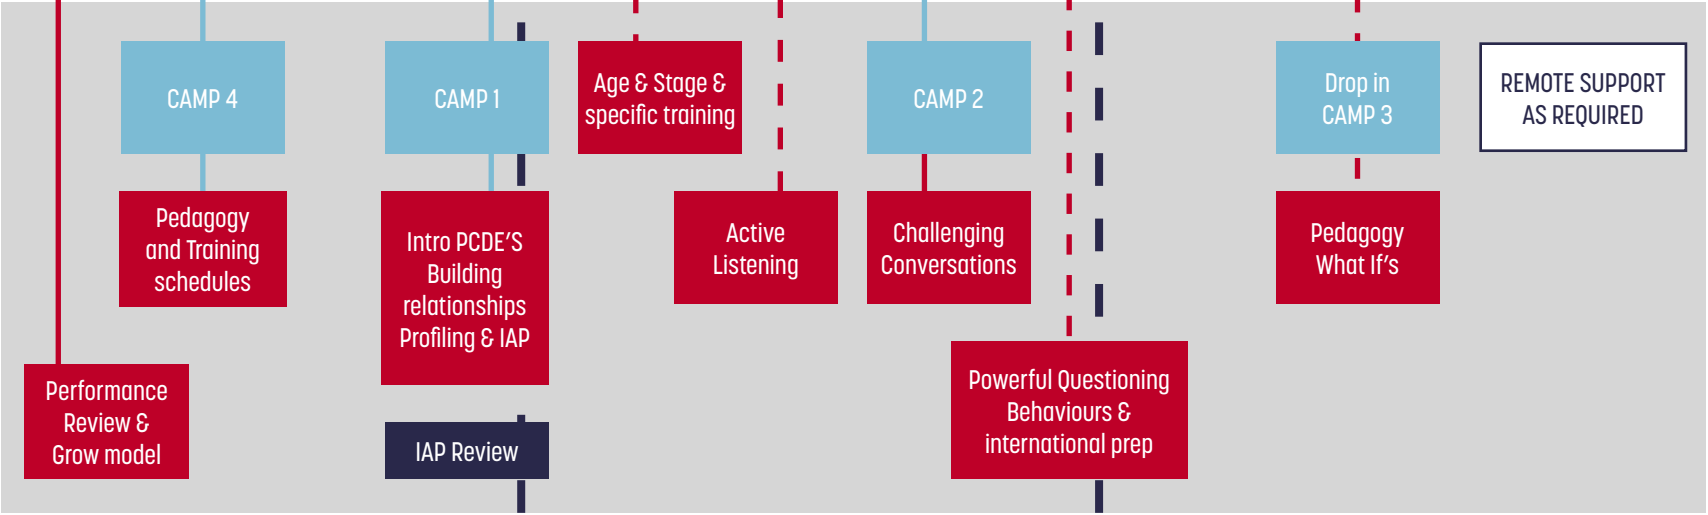 CAMP 4
CAMP 1
Age & Stage &
specific training
CAMP 2
Drop in
CAMP 3
REMOTE SUPPORT
AS REQUIRED
Pedagogy
and Training
schedules
Intro PCDE'S
Building
relationships
Profiling & IAP
Active
Listening
Challenging
Conversations
Pedagogy
What If's
Performance
Review &
Grow model
IAP Review
Powerful Questioning
Behaviours &
international prep